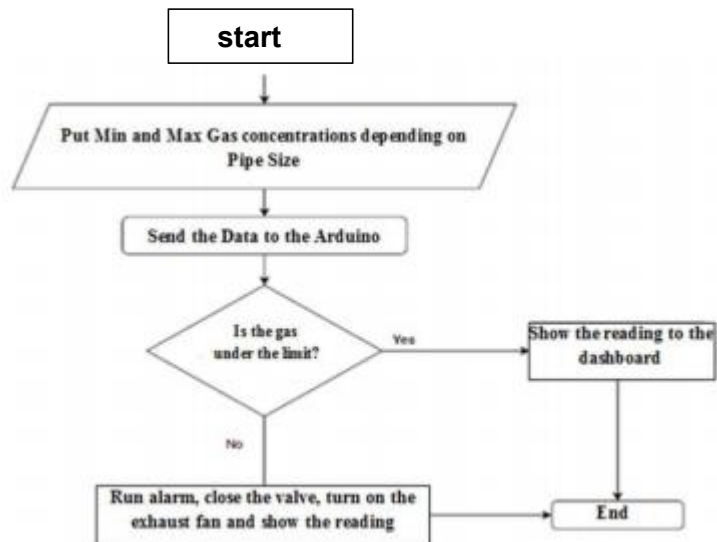 start
Put Min and Max Gas concentrations depending on
Pipe Size
Send the Data to the Arduino
Is the gas
under the limit?
Yes
Show the reading to the
dashboard
No
Run alarm, close the valve, turn on the
exhaust fan and show the reading
End